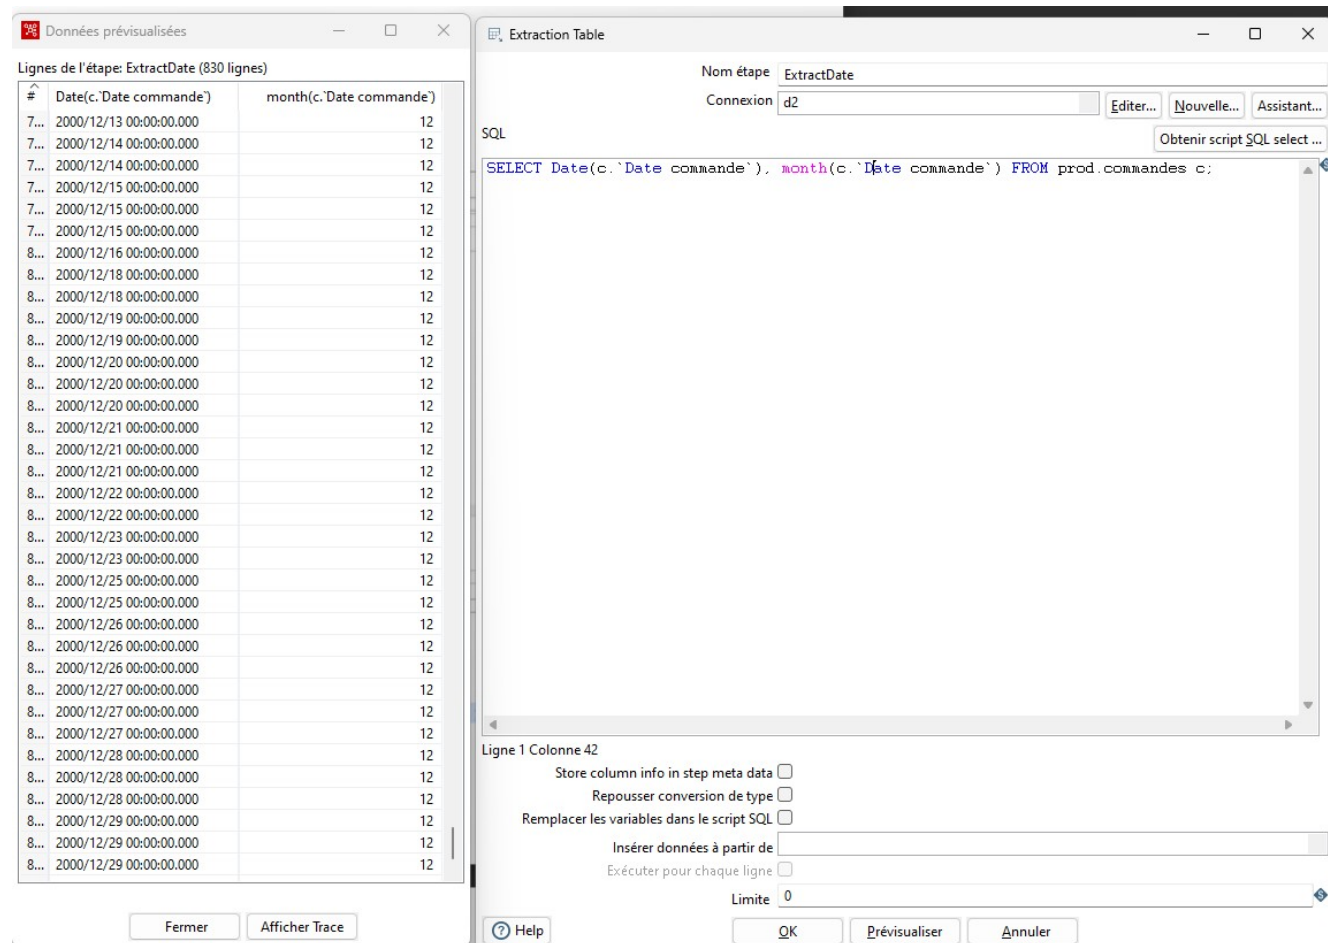 Données prévisualisées
Lignes de l'étape: ExtractDate (830 lignes)
# Date(c.`Date commande`) month(c.`Date commande`)
7... 2000/12/13 00:00:00.000 12
7... 2000/12/14 00:00:00.000 12
7... 2000/12/14 00:00:00.000 12
7... 2000/12/15 00:00:00.000 12
7... 2000/12/15 00:00:00.000 12
7... 2000/12/15 00:00:00.000 12
8... 2000/12/16 00:00:00.000 12
8... 2000/12/18 00:00:00.000 12
8... 2000/12/18 00:00:00.000 12
8... 2000/12/19 00:00:00.000 12
8... 2000/12/19 00:00:00.000 12
8... 2000/12/20 00:00:00.000 12
8... 2000/12/20 00:00:00.000 12
8... 2000/12/20 00:00:00.000 12
8... 2000/12/21 00:00:00.000 12
8... 2000/12/21 00:00:00.000 12
8... 2000/12/21 00:00:00.000 12
8... 2000/12/22 00:00:00.000 12
8... 2000/12/22 00:00:00.000 12
8... 2000/12/23 00:00:00.000 12
8... 2000/12/23 00:00:00.000 12
8... 2000/12/25 00:00:00.000 12
8... 2000/12/25 00:00:00.000 12
8... 2000/12/26 00:00:00.000 12
8... 2000/12/26 00:00:00.000 12
8... 2000/12/26 00:00:00.000 12
8... 2000/12/27 00:00:00.000 12
8... 2000/12/27 00:00:00.000 12
8... 2000/12/27 00:00:00.000 12
8... 2000/12/28 00:00:00.000 12
8... 2000/12/28 00:00:00.000 12
8... 2000/12/28 00:00:00.000 12
8... 2000/12/29 00:00:00.000 12
8... 2000/12/29 00:00:00.000 12
8... 2000/12/29 00:00:00.000 12
Fermer Afficher Trace
Extraction Table
Nom étape ExtractDate
Connexion d2 Editer... Nouvelle... Assistant...
SQL Obtenir script SQL select ...
SELECT Date(c.`Date commande`), month(c.`Date commande`) FROM prod.commandes c;
Ligne 1 Colonne 42
Store column info in step meta data
Repousser conversion de type
Remplacer les variables dans le script SQL
Insérer données à partir de
Exécuter pour chaque ligne
Limite 0
Help OK Prévisualiser Annuler